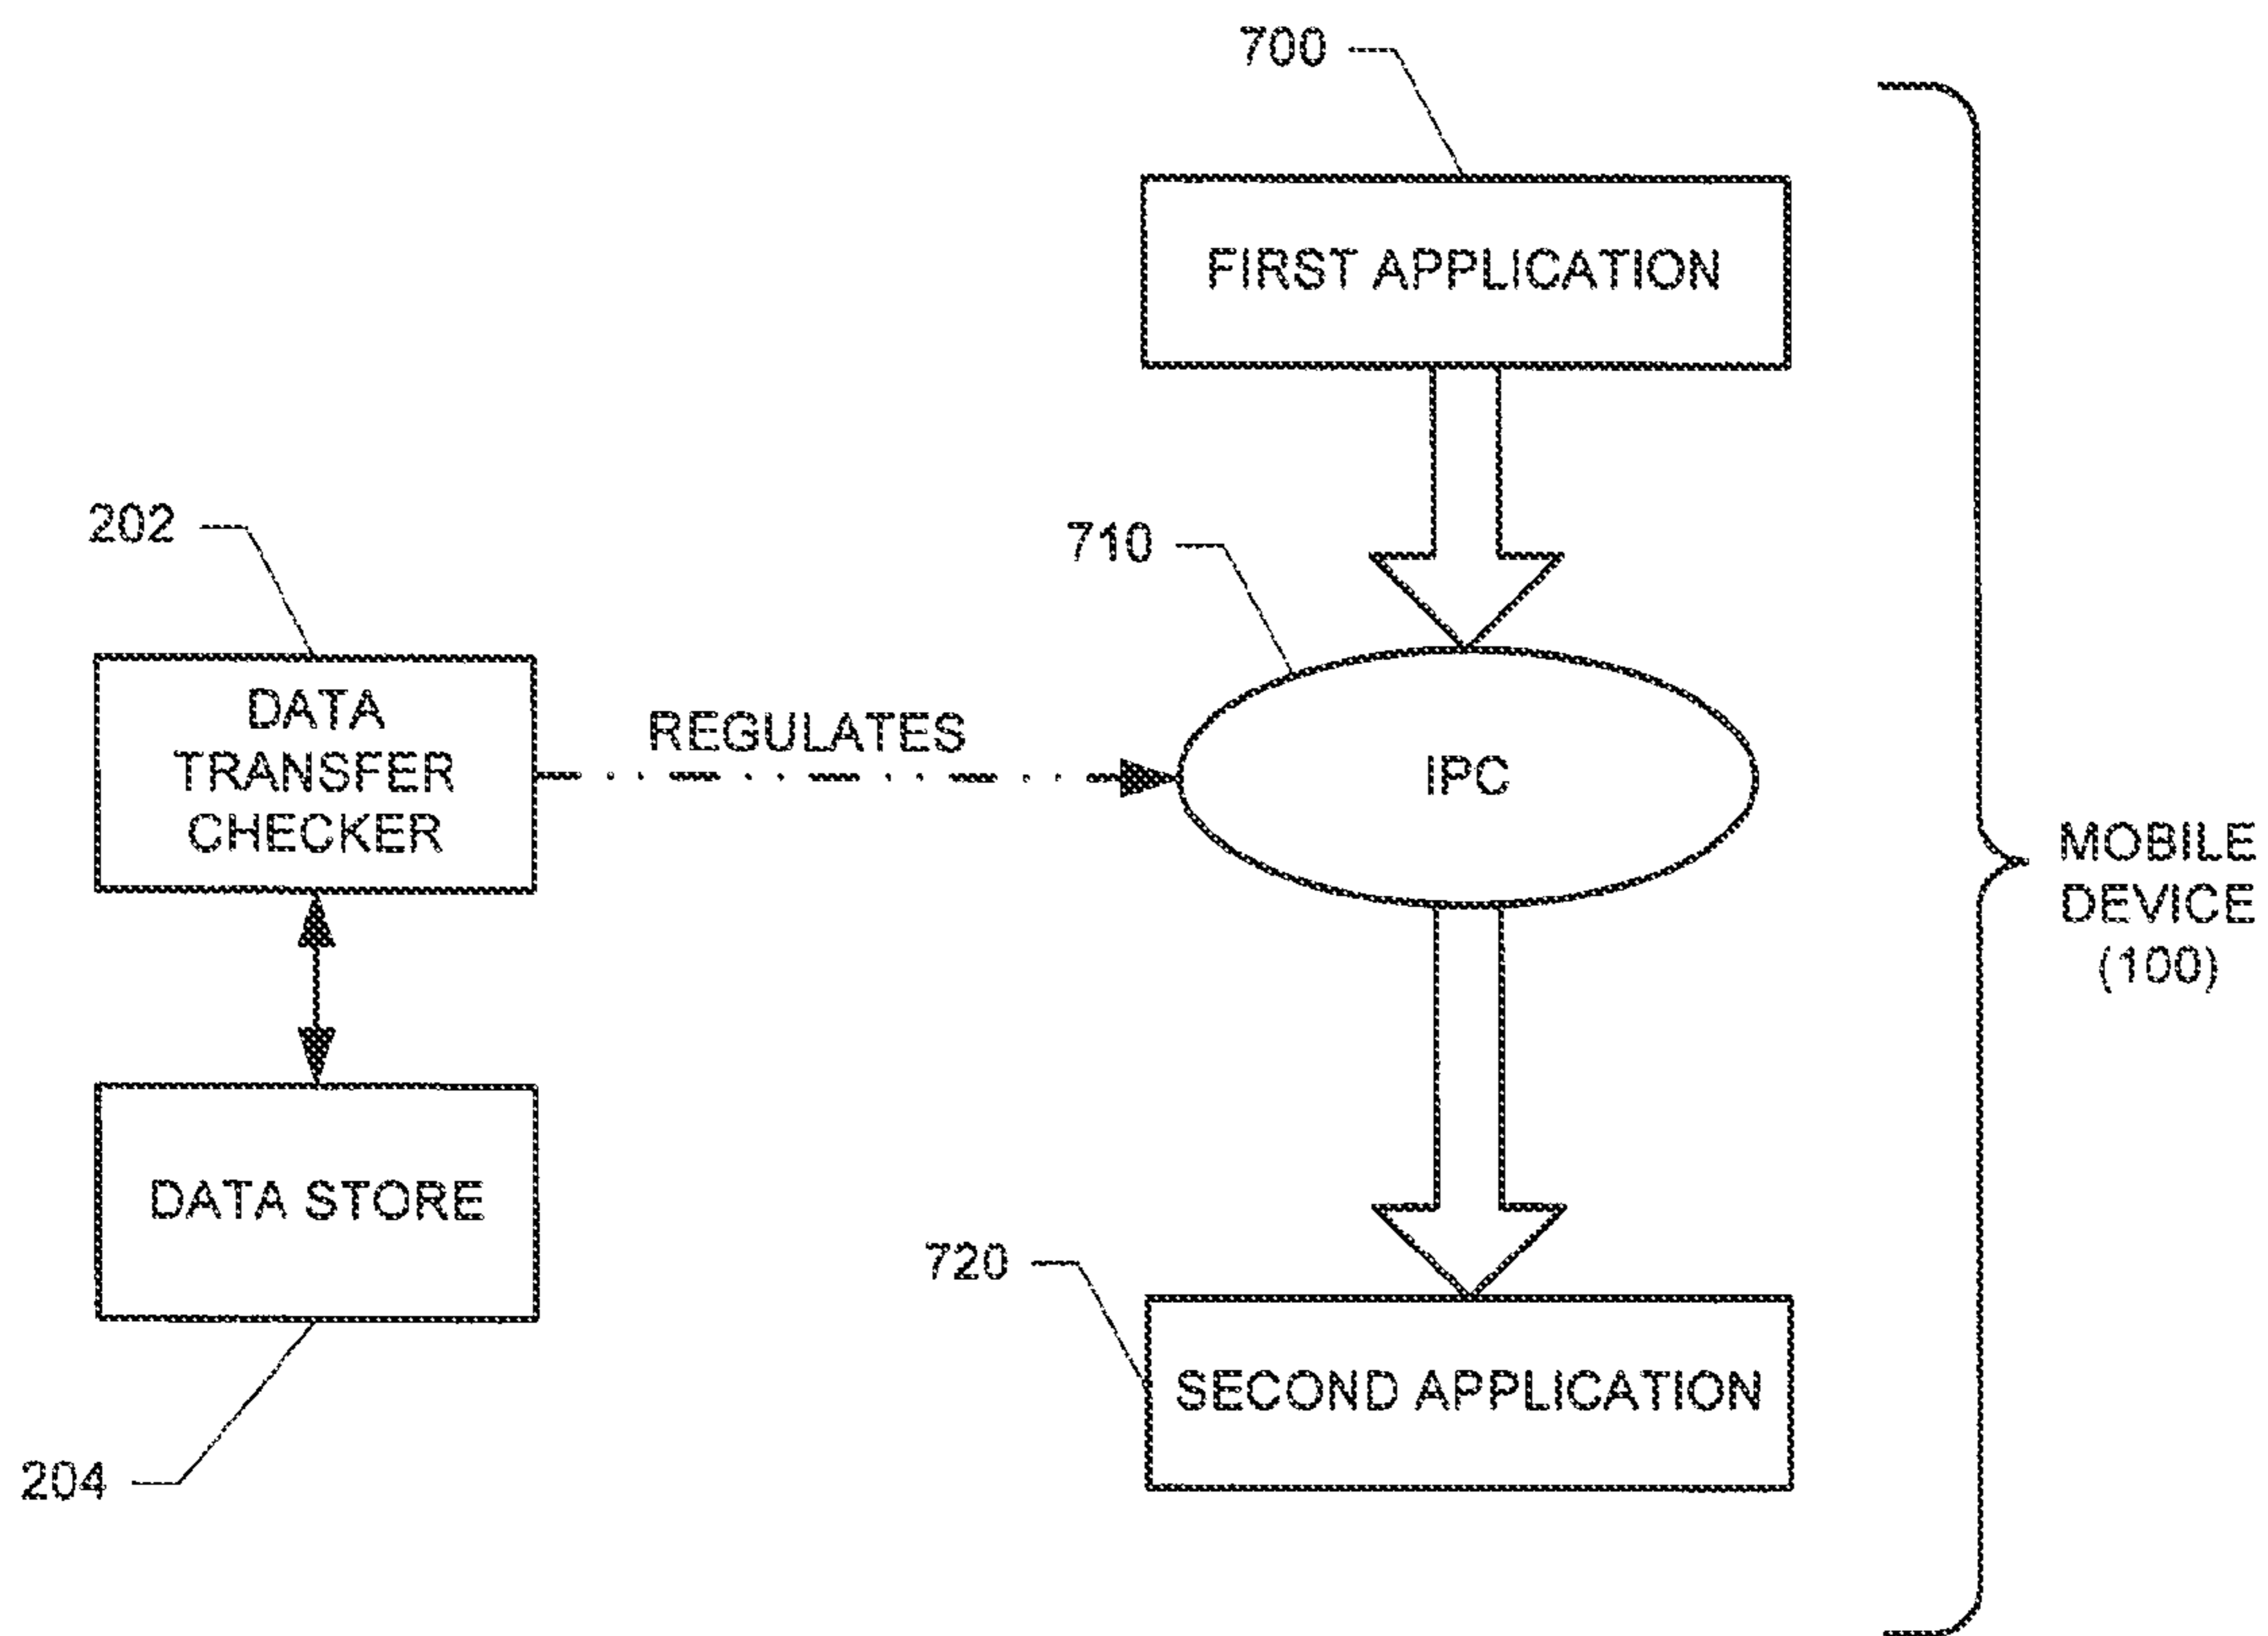 700
FIRST APPLICATION
202
710
DATA
TRANSFER
CHECKER
REGULATES
IPC
MOBILE
DEVICE
(100)
DATA STORE
720
SECOND APPLICATION
204